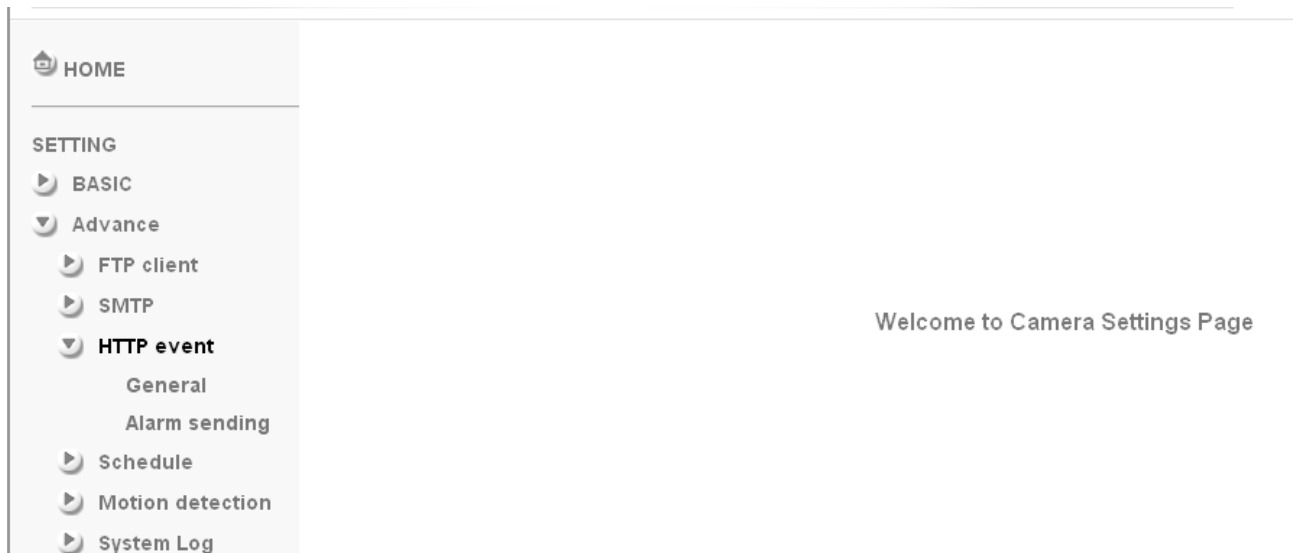 HOME
SETTING
BASIC
Advance
FTP client
SMTP
HTTP event
General
Alarm sending
Schedule
Motion detection
System Log
Welcome to Camera Settings Page